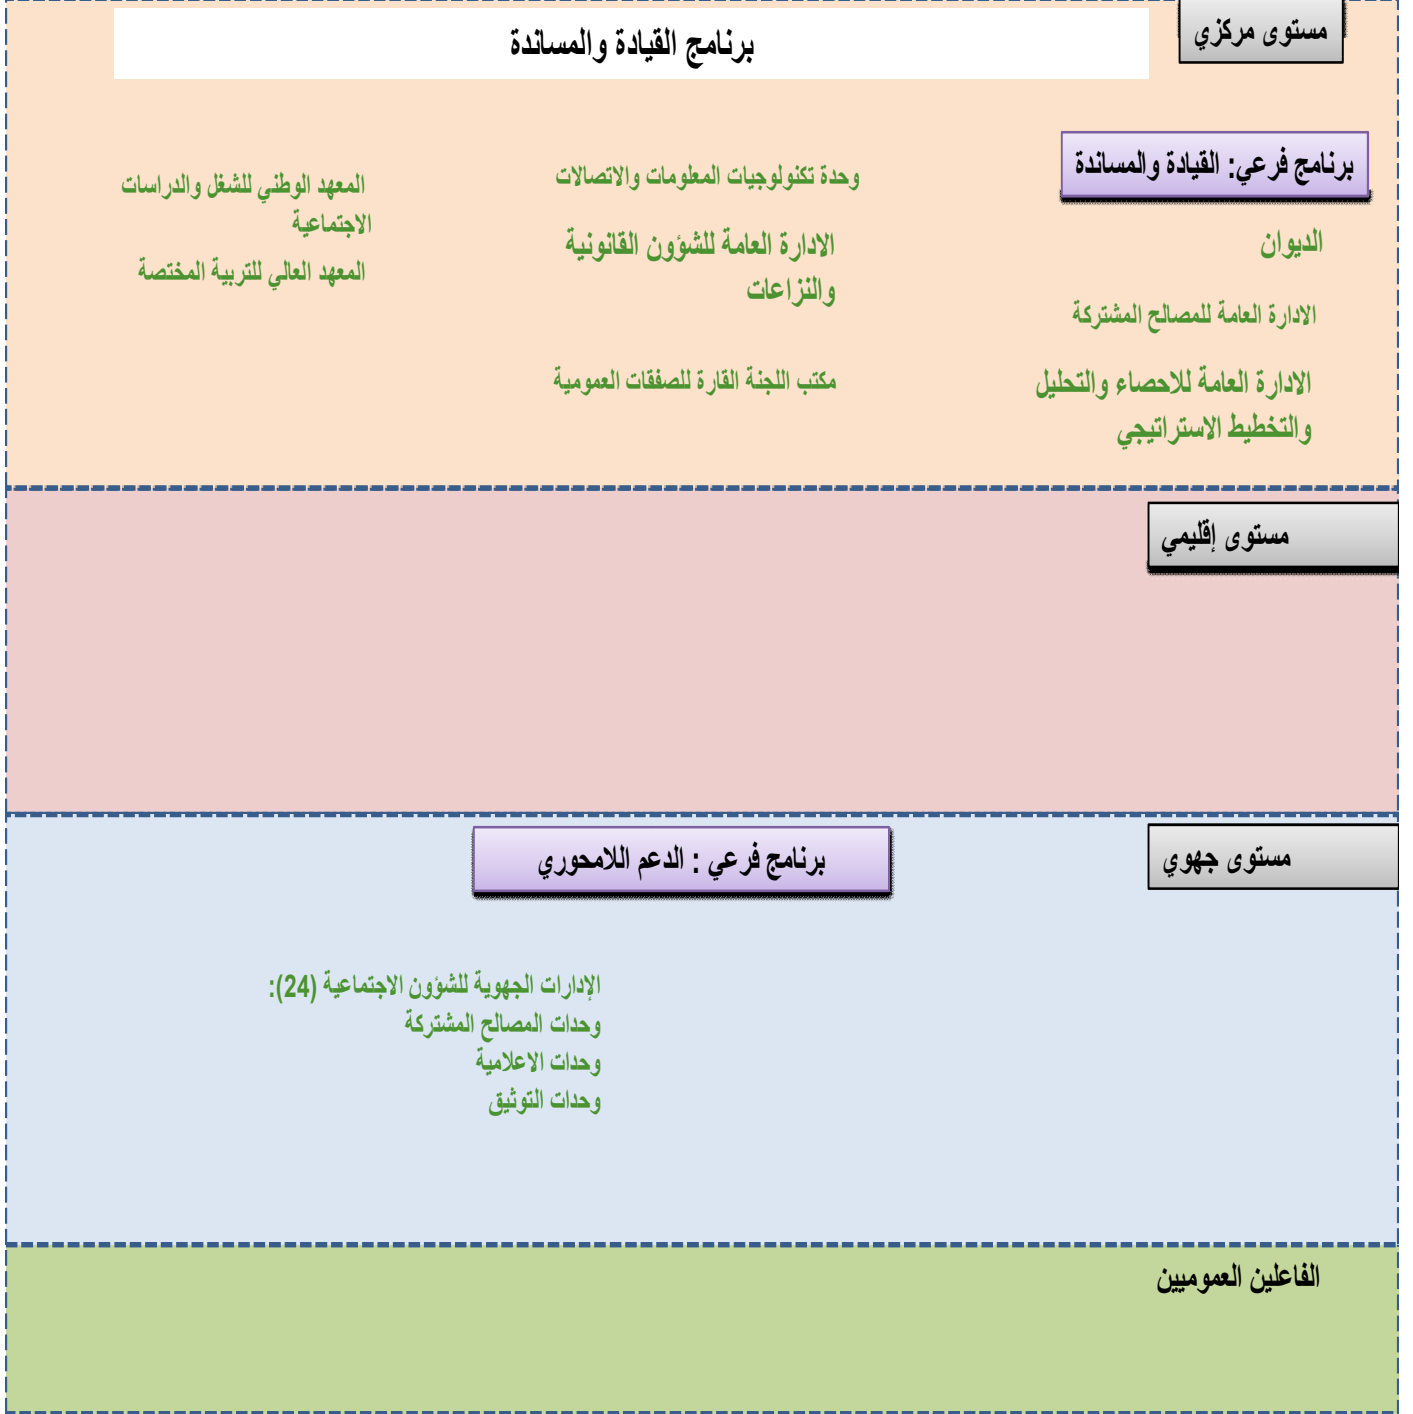 مستوى مركزي
برنامج القيادة والمساندة
برنامج فرعي: القيادة والمساندة
الديوان
الادارة العامة للمصالح المشتركة
الادارة العامة للاحصاء والتحليل
والتخطيط الاستراتيجي
وحدة تكنولوجيات المعلومات والاتصالات
الادارة العامة للشؤون القانونية
والنزاعات
مكتب اللجنة القارة للصفقات العمومية
المعهد الوطني للشغل والدراسات
الاجتماعية
المعهد العالي للتربية المختصة
مستوى إقليمي
مستوى جهوي
برنامج فرعي : الدعم اللامحوري
الإدارات الجهوية للشؤون الاجتماعية (24):
وحدات المصالح المشتركة
وحدات الاعلامية
وحدات التوثيق
الفاعلين العموميين